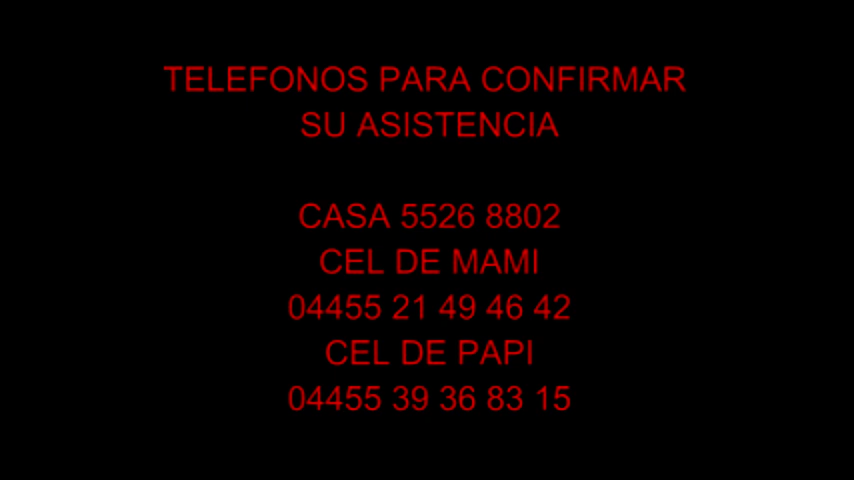 TELEFONOS PARA CONFIRMAR
SU ASISTENCIA
CASA 5526 8802
CEL DE MAMI
04455 21 49 46 42
CEL DE PAPI
04455 39 36 83 15